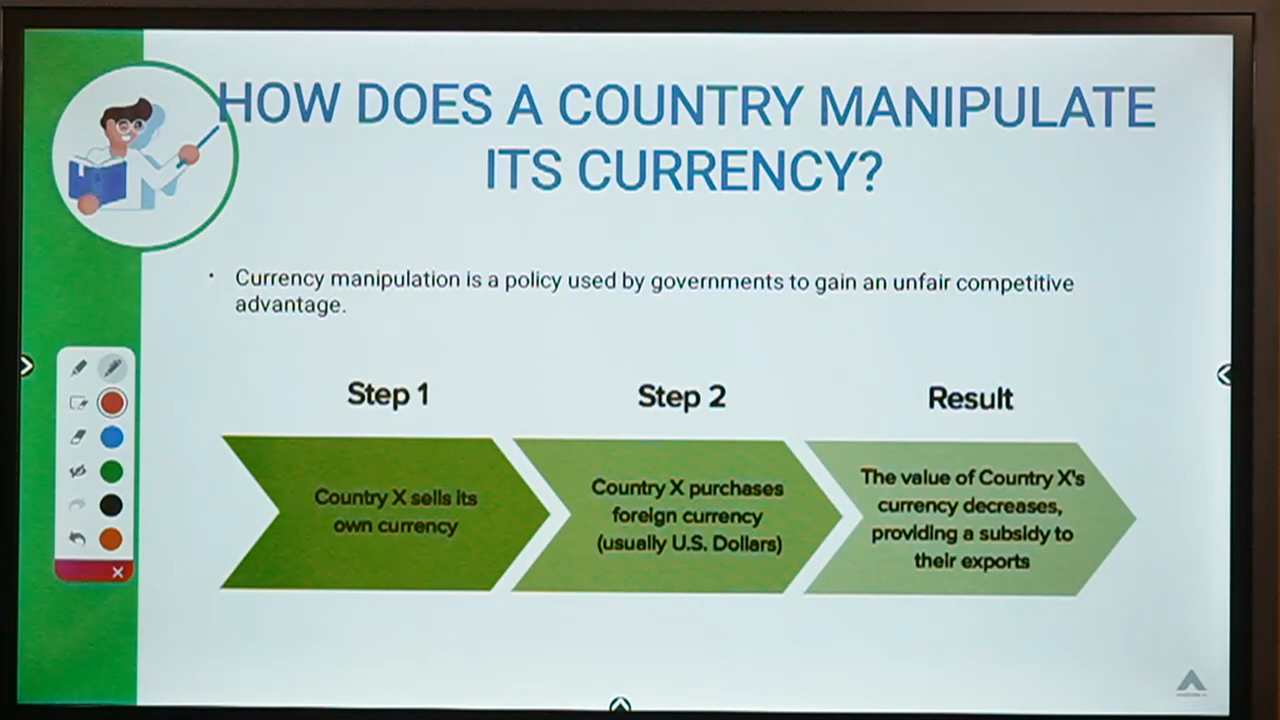 HOW DOES A COUNTRY MANIPULATE
ITS CURRENCY?
• Currency manipulation is a policy used by governments to gain an unfair competitive
advantage.
Step 1
Step 2
Result
Country X sells its
own currency
Country X purchases
foreign currency
(usually U.S. Dollars)
The value of Country X's
currency decreases,
providing a subsidy to
their exports